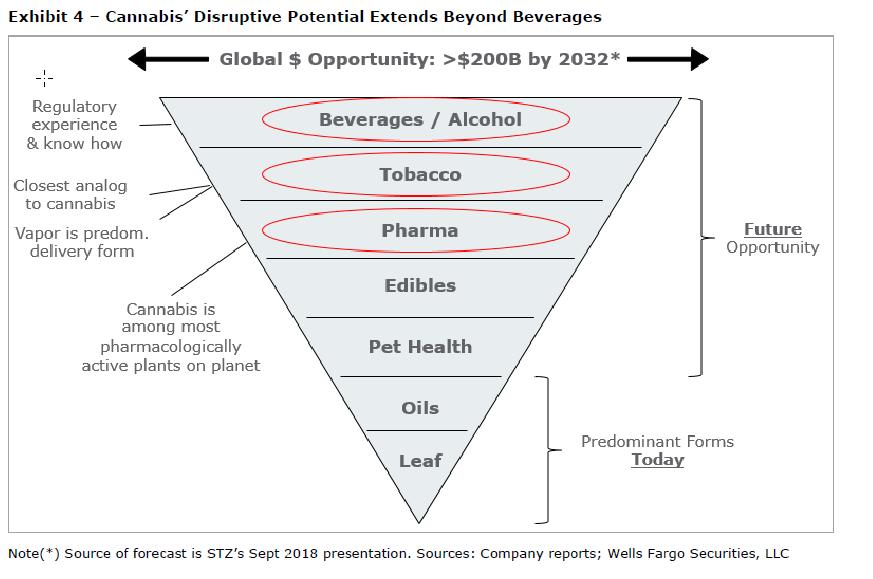 Exhibit 4 – Cannabis’ Disruptive Potential Extends Beyond Beverages
Global $ Opportunity: >$200B by 2032*
Regulatory
experience
& know how
Closest analog
to cannabis
Vapor is predom.
delivery form
Cannabis is
among most
pharmacologically
active plants on planet
Beverages / Alcohol
Tobacco
Pharma
Edibles
Pet Health
Oils
Leaf
Future
Opportunity
Predominant Forms
Today
Note(*) Source of forecast is STZ’s Sept 2018 presentation. Sources: Company reports; Wells Fargo Securities, LLC